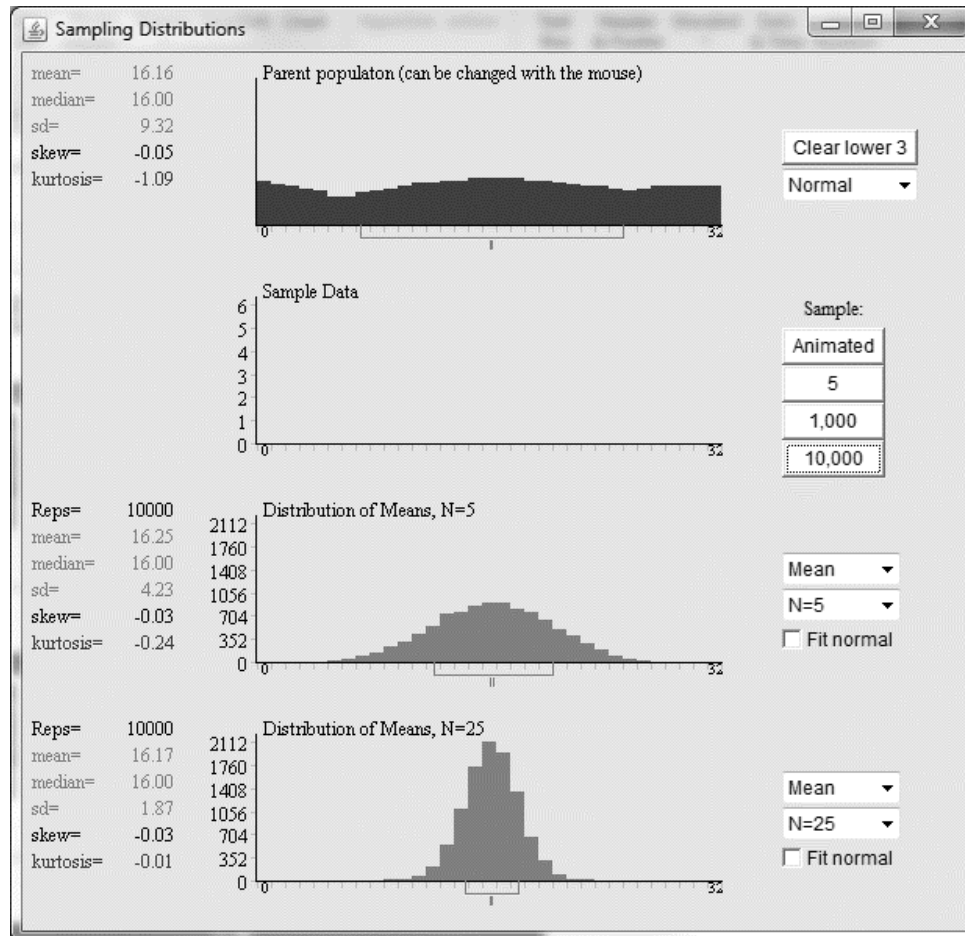 Sampling Distributions
mean= 16.16
median= 16.00
sd= 9.32
skew= -0.05
kurtosis= -1.09
Parent populaton (can be changed with the mouse)
0 32
Clear lower 3
Normal
Sample Data
6
5
4
3
2
1
0
0 32
Sample:
Animated
5
1,000
10,000
Reps= 10000
mean= 16.25
median= 16.00
sd= 4.23
skew= -0.03
kurtosis= -0.24
Distribution of Means, N=5
2112
1760
1408
1056
704
352
0
0 32
Mean
N=5
Fit normal
Reps= 10000
mean= 16.17
median= 16.00
sd= 1.87
skew= -0.03
kurtosis= -0.01
Distribution of Means, N=25
2112
1760
1408
1056
704
352
0
0 32
Mean
N=25
Fit normal